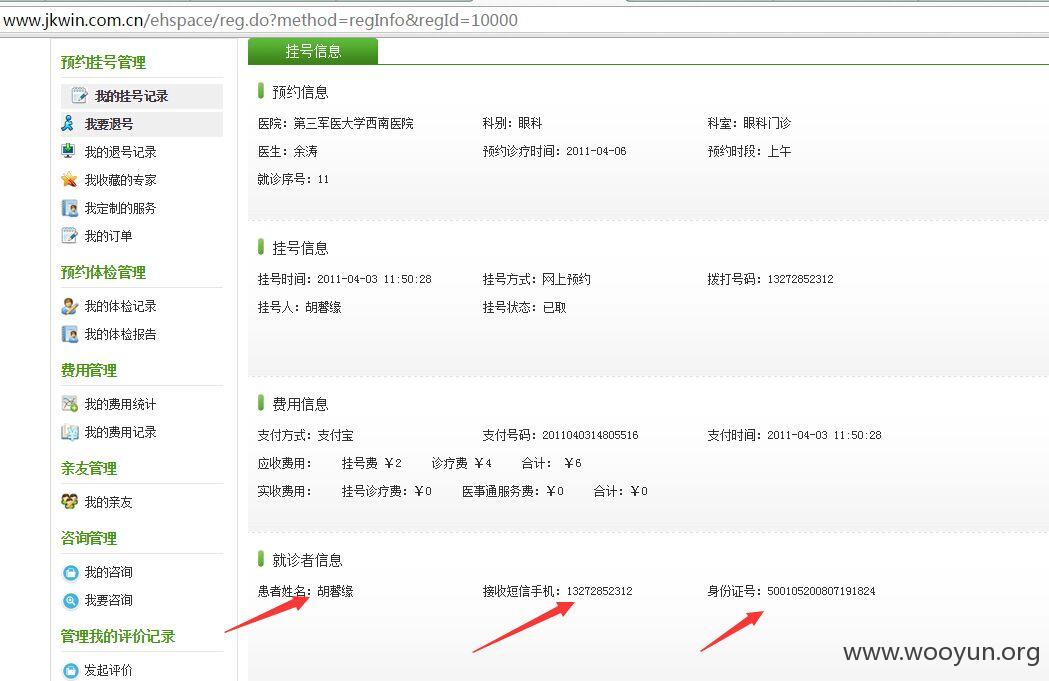 www.jkwin.com.cn/ehspace/reg.do?method=regInfo&regId=10000
预约挂号管理
我的挂号记录
我要退号
我的退号记录
我收藏的专家
我定制的服务
我的订单
预约体检管理
我的体检记录
我的体检报告
费用管理
我的费用统计
我的费用记录
亲友管理
我的亲友
咨询管理
我的咨询
我要咨询
管理我的评价记录
发起评价
挂号信息
预约信息
医院：第三军医大学西南医院 科别：眼科 科室：眼科门诊
医生：余涛 预约诊疗时间：2011-04-06 预约时段：上午
就诊序号：11
挂号信息
挂号时间：2011-04-03 11:50:28 挂号方式：网上预约 拨打号码：13272852312
挂号人：胡馨缘 挂号状态：已取
费用信息
支付方式：支付宝 支付号码：2011040314805516 支付时间：2011-04-03 11:50:28
应收费用： 挂号费 ￥2 诊疗费 ￥4 合计： ￥6
实收费用： 挂号诊疗费：￥0 医事通服务费：￥0 合计：￥0
就诊者信息
患者姓名：胡馨缘 接收短信手机：13272852312 身份证号：500105200807191824
www.wooyun.org